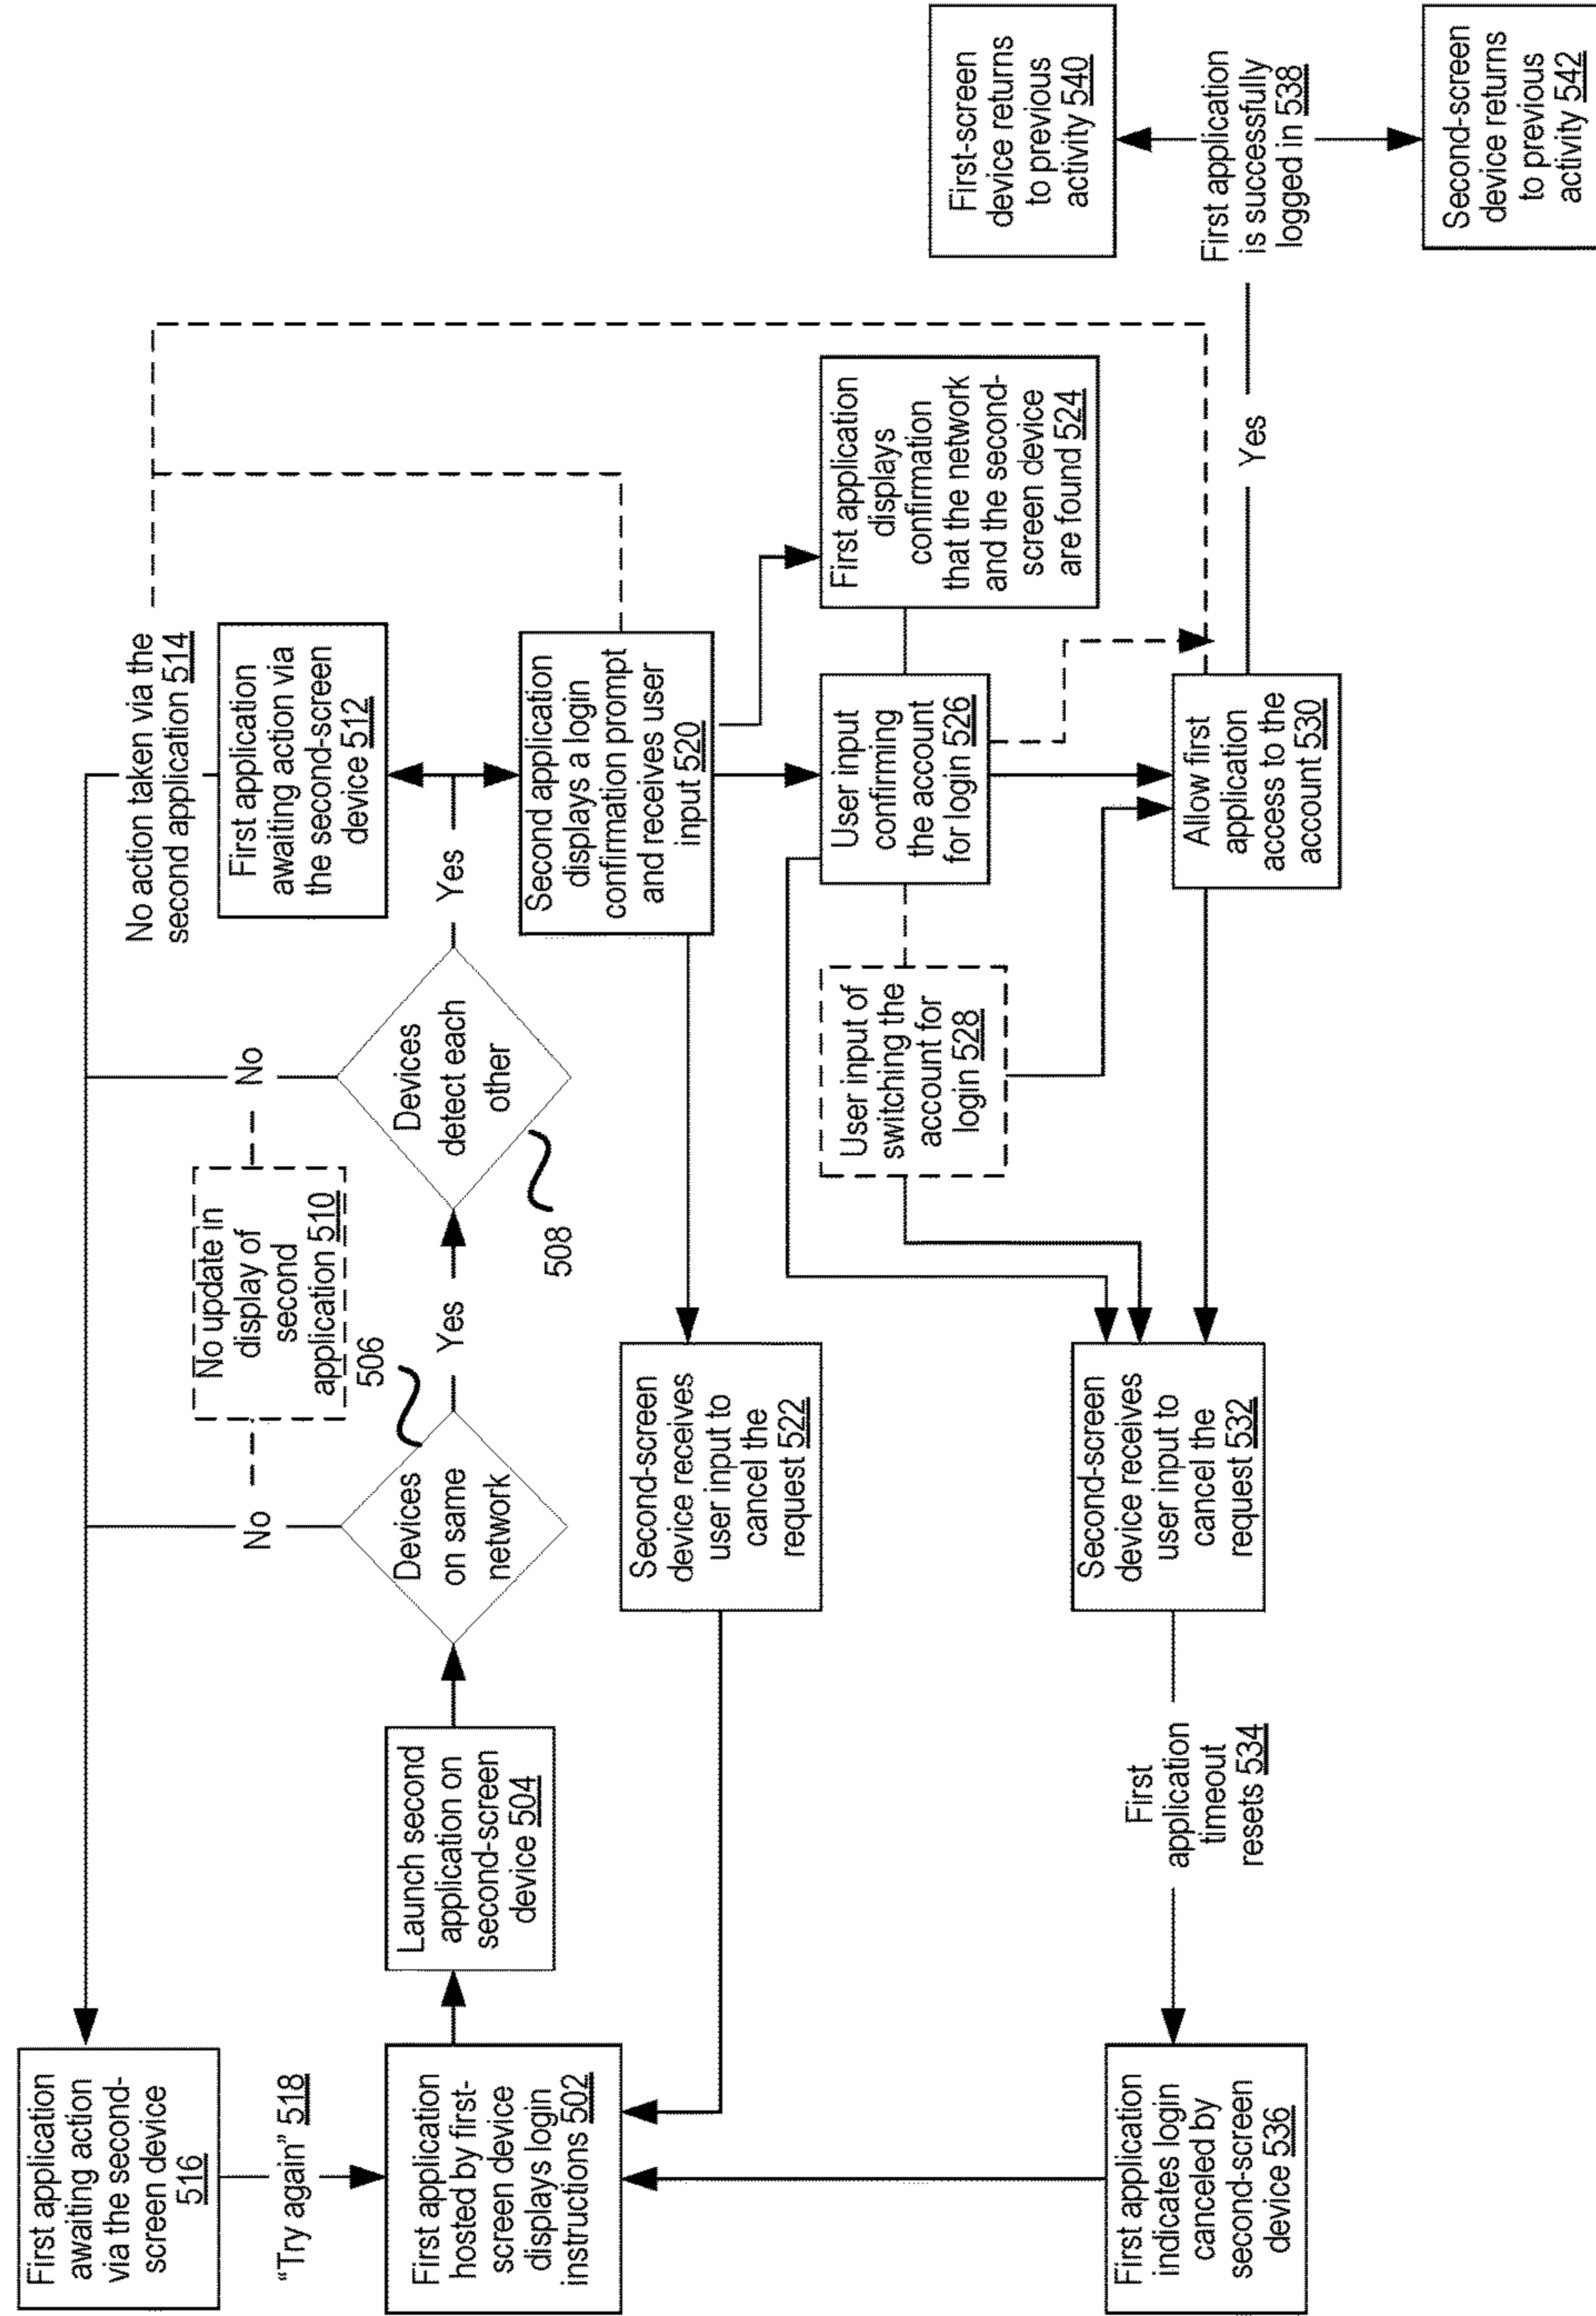 First application
awaiting action
via the second-
screen device
516
"Try again" 518
First application
hosted by first-
screen device
displays login
instructions 502
Launch second
application on
second-screen
device 504
Devices
on same
network
506
No
Yes
No update in
display of
second
application 510
No
Devices
detect each
other
508
Yes
No action taken via the
second application 514
First application
awaiting action via
the second-screen
device 512
Second application
displays a login
confirmation prompt
and receives user
input 520
Second-screen
device receives
user input to
cancel the
request 522
First application
displays
confirmation
that the network
and the second-
screen device
are found 524
User input
confirming
the account
for login 526
User input of
switching the
account for
login 528
Allow first
application
access to the
account 530
Second-screen
device receives
user input to
cancel the
request 532
First
application
timeout
resets 534
First application
indicates login
canceled by
second-screen
device 536
Yes
First application
is successfully
logged in 538
First-screen
device returns
to previous
activity 540
Second-screen
device returns
to previous
activity 542